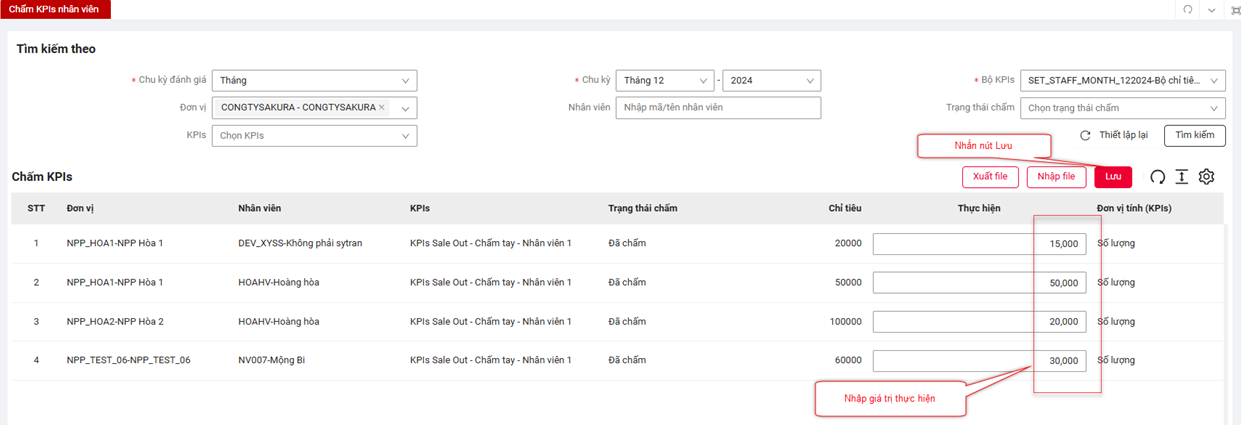 Chấm KPIs nhân viên
Tìm kiếm theo
* Chu kỳ đánh giá Tháng * Chu kỳ Tháng 12 - 2024 * Bộ KPIs SET_STAFF_MONTH_122024-Bộ chỉ tiê...
Đơn vị CONGTYSAKURA - CONGTYSAKURA × Nhân viên Nhập mã/tên nhân viên Trạng thái chấm Chọn trạng thái chấm
KPIs Chọn KPIs Thiết lập lại Tìm kiếm
Nhấn nút Lưu
Chấm KPIs Xuất file Nhập file Lưu
STT Đơn vị Nhân viên KPIs Trạng thái chấm Chỉ tiêu Thực hiện Đơn vị tính (KPIs)
1 NPP_HOA1-NPP Hòa 1 DEV_XYSS-Không phải sytran KPIs Sale Out - Chấm tay - Nhân viên 1 Đã chấm 20000 15,000 Số lượng
2 NPP_HOA1-NPP Hòa 1 HOAHV-Hoàng hòa KPIs Sale Out - Chấm tay - Nhân viên 1 Đã chấm 50000 50,000 Số lượng
3 NPP_HOA2-NPP Hòa 2 HOAHV-Hoàng hòa KPIs Sale Out - Chấm tay - Nhân viên 1 Đã chấm 100000 20,000 Số lượng
4 NPP_TEST_06-NPP_TEST_06 NV007-Mộng Bi KPIs Sale Out - Chấm tay - Nhân viên 1 Đã chấm 60000 30,000 Số lượng
Nhập giá trị thực hiện